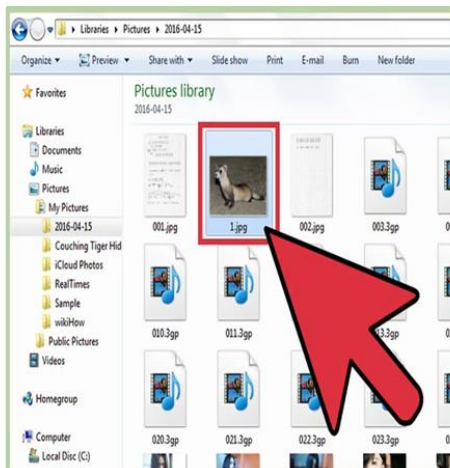 Libraries ▸ Pictures ▸ 2016-04-15
Organize Preview Share with Slide show Print E-mail Burn New folder
Favorites
Libraries
Documents
Music
Pictures
My Pictures
2016-04-15
Couching Tiger Hid
iCloud Photos
RealTimes
Sample
wikiHow
Public Pictures
Videos
Homegroup
Computer
Local Disc (C:)
Pictures library
2016-04-15
001.jpg 1.jpg 002.jpg 003.3gp
010.3gp 011.3gp
020.3gp 021.3gp 022.3gp 023.3gp